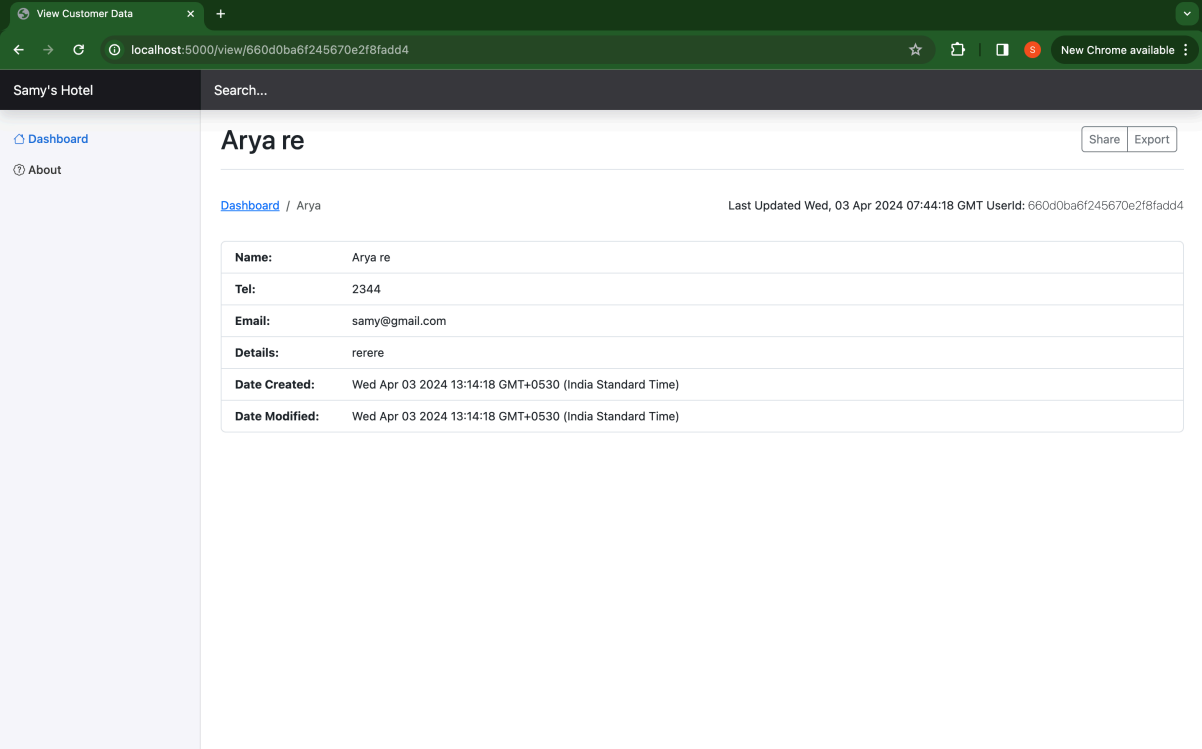 View Customer Data
localhost:5000/view/660d0ba6f245670e2f8fadd4
S
New Chrome available
Samy's Hotel
Search...
Dashboard
About
Arya re
Share
Export
Dashboard / Arya
Last Updated Wed, 03 Apr 2024 07:44:18 GMT UserId: 660d0ba6f245670e2f8fadd4
Name: Arya re
Tel: 2344
Email: samy@gmail.com
Details: rerere
Date Created: Wed Apr 03 2024 13:14:18 GMT+0530 (India Standard Time)
Date Modified: Wed Apr 03 2024 13:14:18 GMT+0530 (India Standard Time)